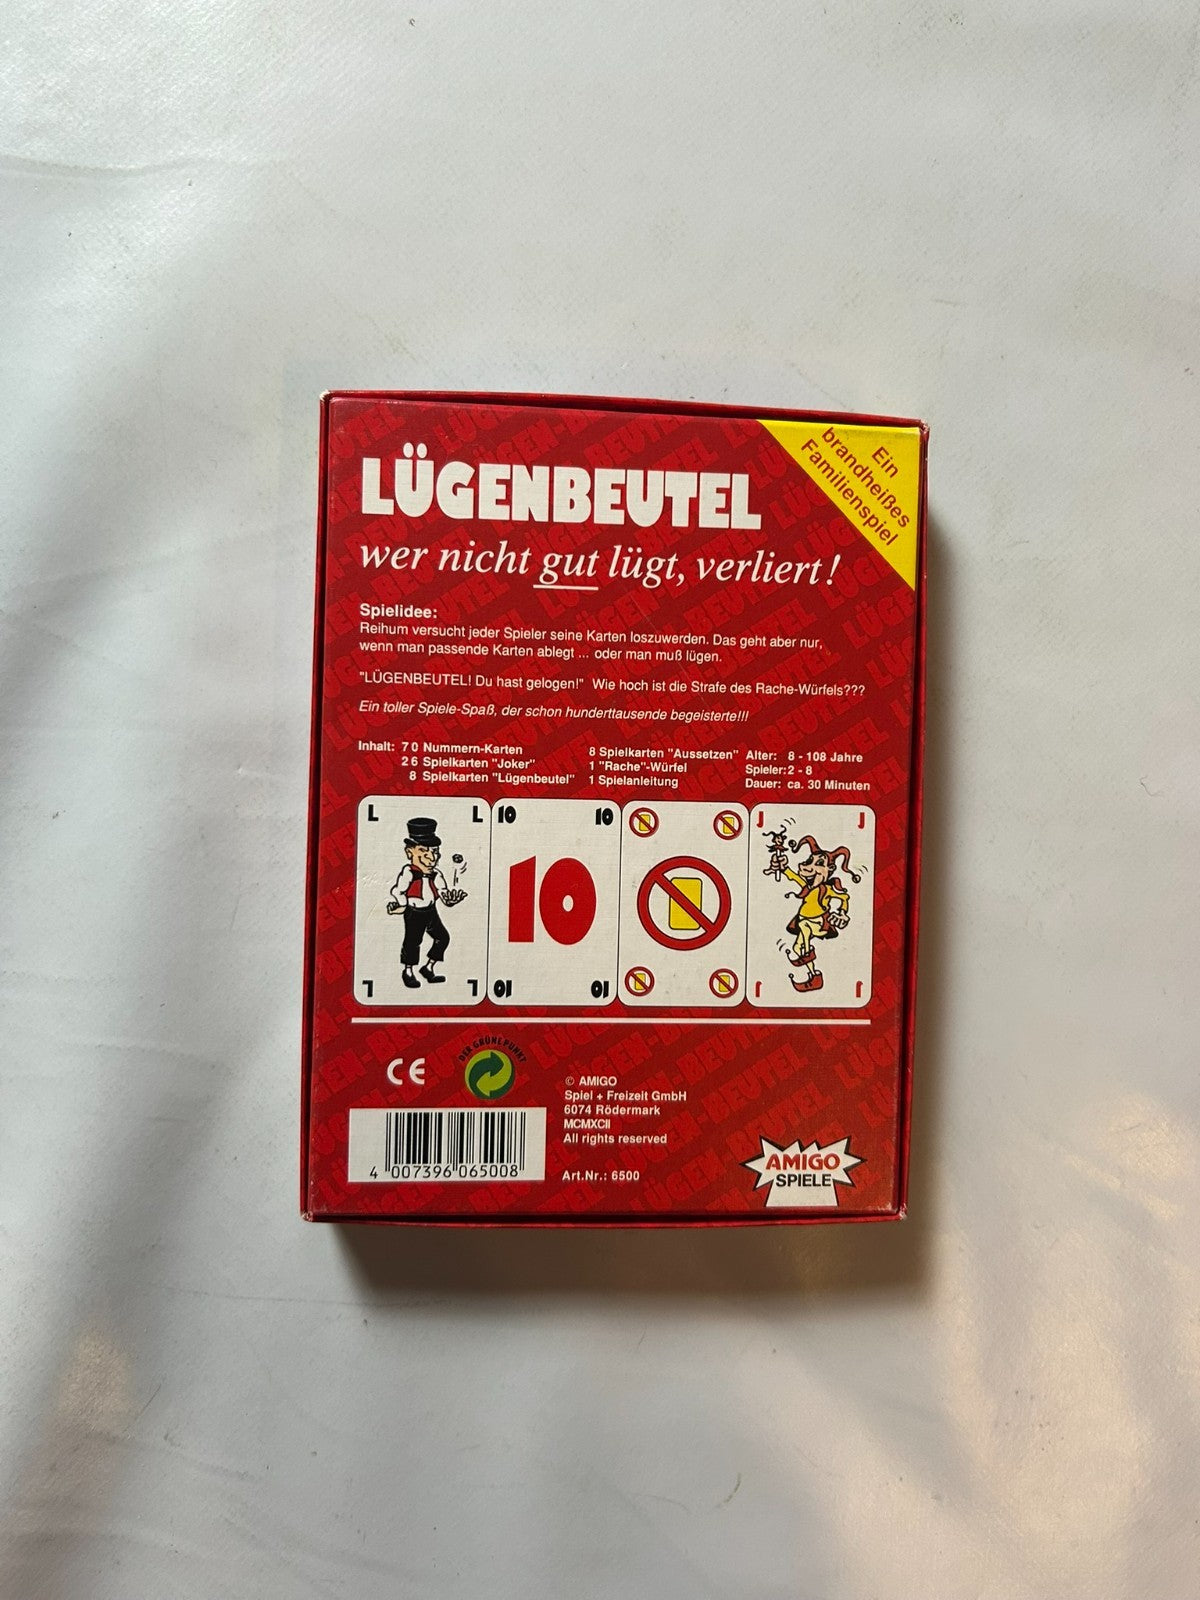 LÜGENBEUTEL
wer nicht gut lügt, verliert!
Ein
brandheißes
Familienspiel
Spielidee:
Reihum versucht jeder Spieler seine Karten loszuwerden. Das geht aber nur,
wenn man passende Karten ablegt ... oder man muß lügen.
"LÜGENBEUTEL! Du hast gelogen!" Wie hoch ist die Strafe des Rache-Würfels???
Ein toller Spiele-Spaß, der schon hunderttausende begeisterte!!!
Inhalt: 70 Nummern-Karten
26 Spielkarten "Joker"
8 Spielkarten "Lügenbeutel"
8 Spielkarten "Aussetzen"
1 "Rache"-Würfel
1 Spielanleitung
Alter: 8 - 108 Jahre
Spieler: 2 - 8
Dauer: ca. 30 Minuten
L L
L L
10 10
10
10 10
J J
J J
CE
DER GRÜNE PUNKT
4 007396 065008
© AMIGO
Spiel + Freizeit GmbH
6074 Rödermark
MCMXCII
All rights reserved
Art.Nr.: 6500
AMIGO
SPIELE